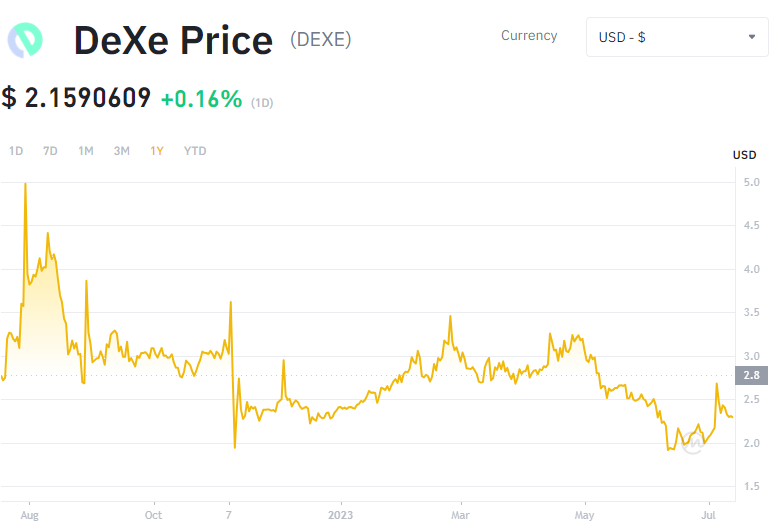 DeXe Price (DEXE)
Currency
USD - $
$ 2.1590609 +0.16% (1D)
1D 7D 1M 3M 1Y YTD
USD
5.0
4.5
4.0
3.5
3.0
2.8
2.5
2.0
1.5
Aug Oct 7 2023 Mar May Jul